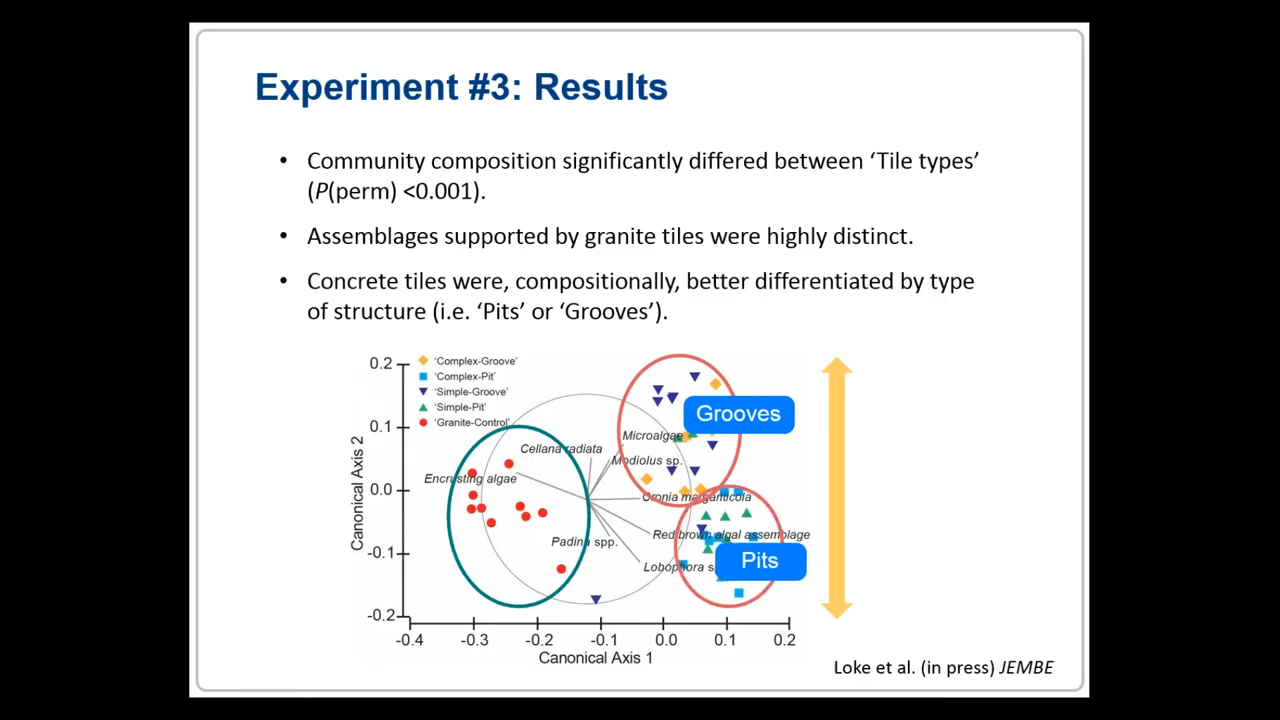 Experiment #3: Results
• Community composition significantly differed between ‘Tile types’
(P(perm) <0.001).
• Assemblages supported by granite tiles were highly distinct.
• Concrete tiles were, compositionally, better differentiated by type
of structure (i.e. ‘Pits’ or ‘Grooves’).
0.2
0.1
0.0
-0.1
-0.2
Canonical Axis 2
‘Complex-Groove’
‘Complex-Pit’
‘Simple-Groove’
‘Simple-Pit’
‘Granite-Control’
Grooves
Cellana radiata
Microalgae
Modiolus sp.
Encrusting algae
Cronia margariticola
Red brown algal assemblage
Padina spp.
Pits
Lobophora
-0.4 -0.3 -0.2 -0.1 0.0 0.1 0.2
Canonical Axis 1
Loke et al. (in press) JEMBE